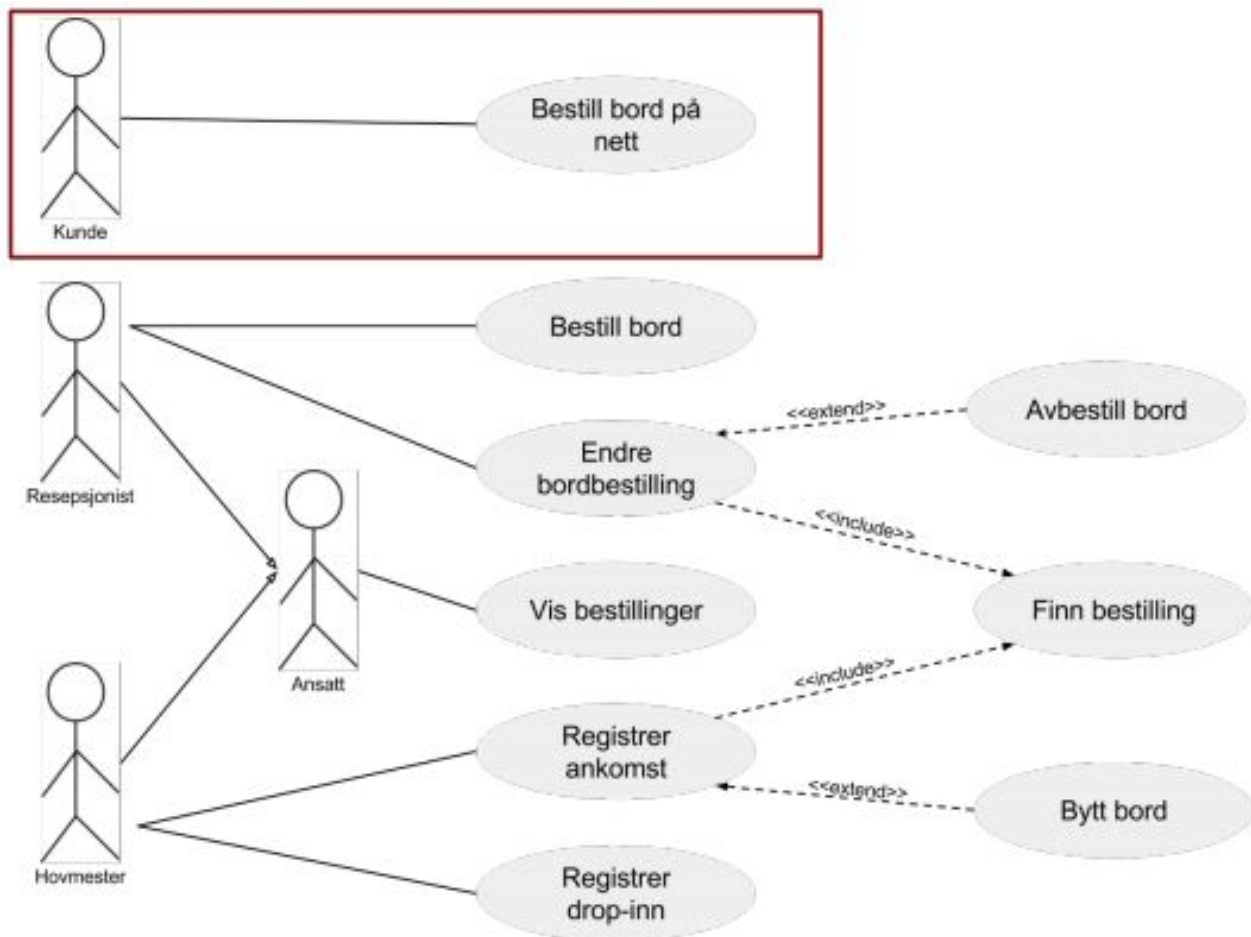 Bestill bord på
nett
Kunde
Bestill bord
Avbestill bord
<<extend>>
Endre
bordbestilling
Resepsjonist
<<include>>
Vis bestillinger
Finn bestilling
<<include>>
Ansatt
Registrer
ankomst
<<extend>>
Bytt bord
Hovmester
Registrer
drop-inn